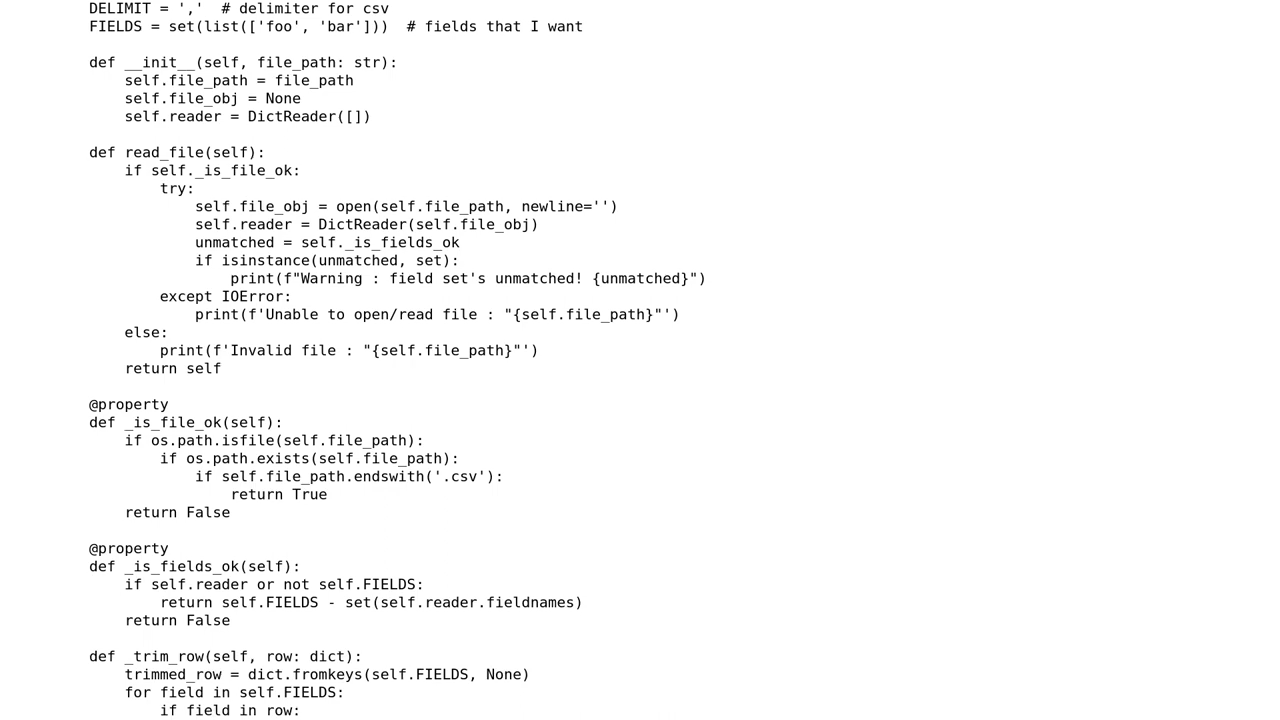 DELIMIT = ','  # delimiter for csv
FIELDS = set(list(['foo', 'bar']))  # fields that I want

def __init__(self, file_path: str):
    self.file_path = file_path
    self.file_obj = None
    self.reader = DictReader([])

def read_file(self):
    if self._is_file_ok:
        try:
            self.file_obj = open(self.file_path, newline='')
            self.reader = DictReader(self.file_obj)
            unmatched = self._is_fields_ok
            if isinstance(unmatched, set):
                print(f"Warning : field set's unmatched! {unmatched}")
        except IOError:
            print(f'Unable to open/read file : "{self.file_path}"')
    else:
        print(f'Invalid file : "{self.file_path}"')
    return self

@property
def _is_file_ok(self):
    if os.path.isfile(self.file_path):
        if os.path.exists(self.file_path):
            if self.file_path.endswith('.csv'):
                return True
    return False

@property
def _is_fields_ok(self):
    if self.reader or not self.FIELDS:
        return self.FIELDS - set(self.reader.fieldnames)
    return False

def _trim_row(self, row: dict):
    trimmed_row = dict.fromkeys(self.FIELDS, None)
    for field in self.FIELDS:
        if field in row: